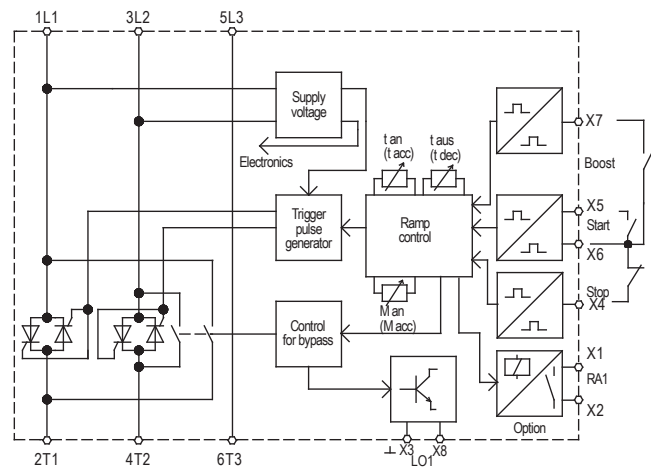 1L1 3L2 5L3
Supply
voltage
Electronics
t an
(t acc)
t aus
(t dec)
X7
Boost
X5
Start
X6
Trigger
pulse
generator
Ramp
control
Stop
X4
M an
(M acc)
Control
for bypass
X1
RA1
X2
Option
⊥ X3 X8
LO1
2T1 4T2 6T3